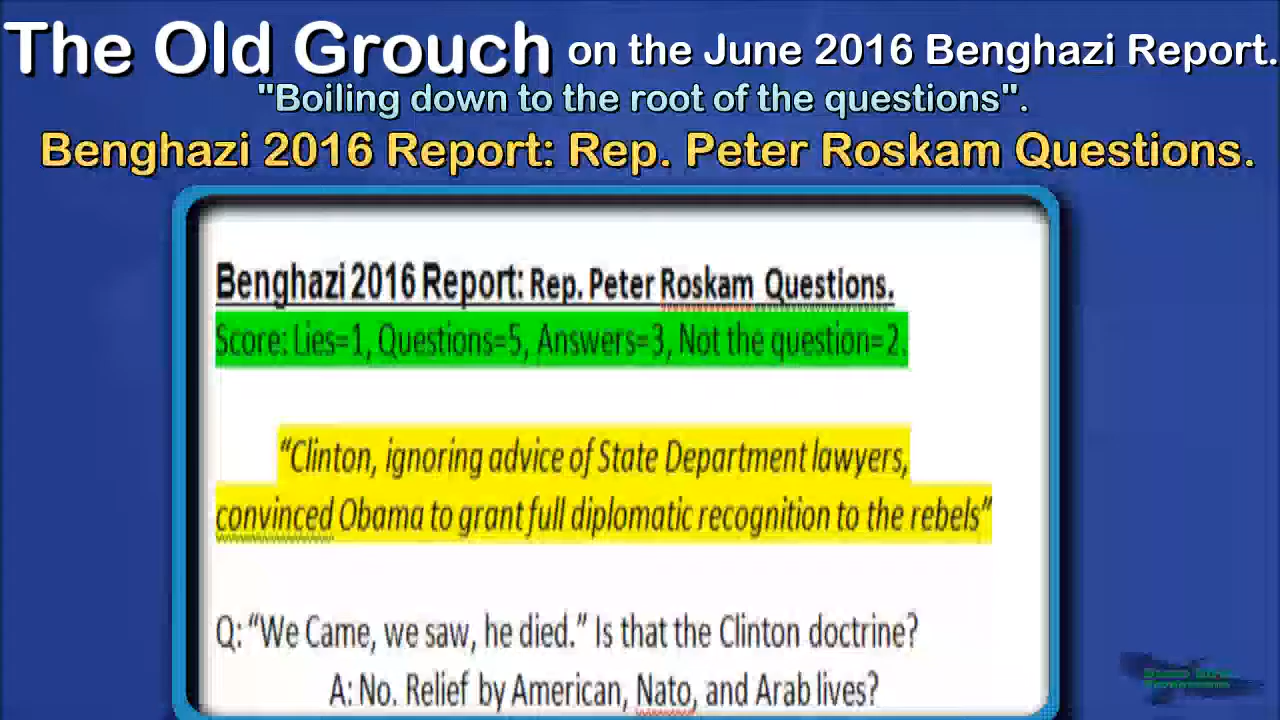 The Old Grouch on the June 2016 Benghazi Report.
"Boiling down to the root of the questions".
Benghazi 2016 Report: Rep. Peter Roskam Questions.
Benghazi 2016 Report: Rep. Peter Roskam Questions.
Score: Lies=1, Questions=5, Answers=3, Not the question=2.
“Clinton, ignoring advice of State Department lawyers,
convinced Obama to grant full diplomatic recognition to the rebels”
Q: “We Came, we saw, he died.” Is that the Clinton doctrine?
A: No. Relief by American, Nato, and Arab lives?